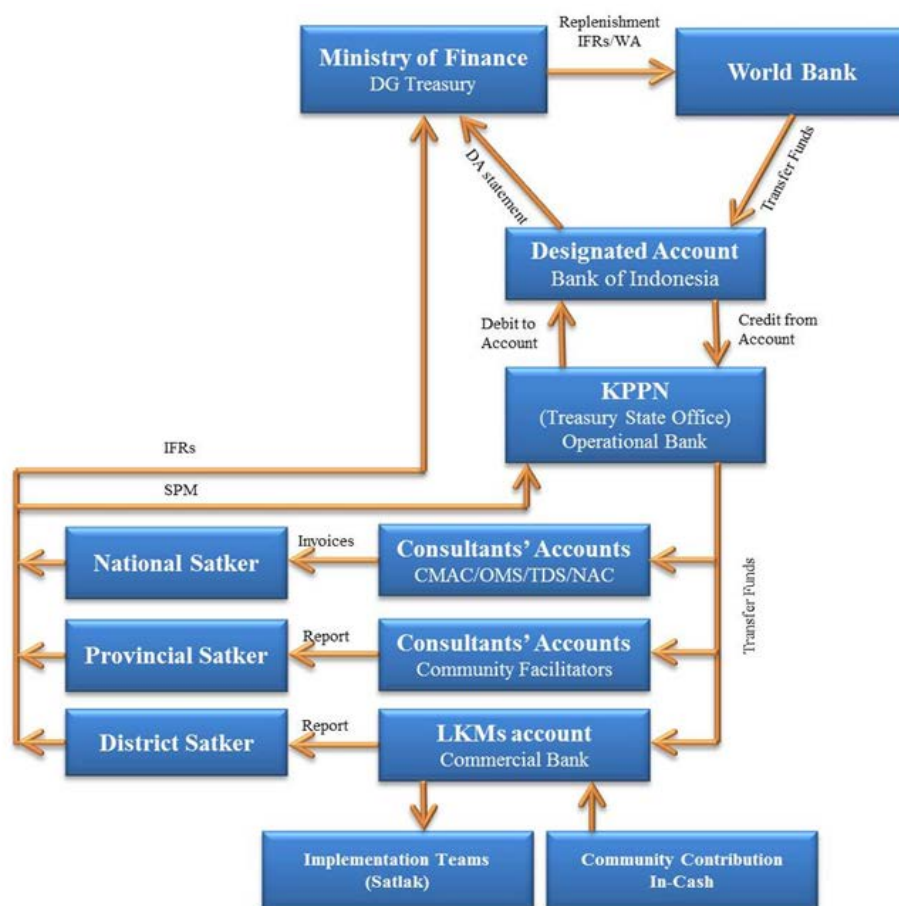 Replenishment
IFRs/WA
Ministry of Finance
DG Treasury
World Bank
DA statement
Transfer Funds
Designated Account
Bank of Indonesia
Debit to
Account
Credit from
Account
KPPN
(Treasury State Office)
Operational Bank
IFRs
SPM
National Satker
Invoices
Consultants' Accounts
CMAC/OMS/TDS/NAC
Transfer Funds
Provincial Satker
Report
Consultants' Accounts
Community Facilitators
District Satker
Report
LKMs account
Commercial Bank
Implementation Teams
(Satlak)
Community Contribution
In-Cash